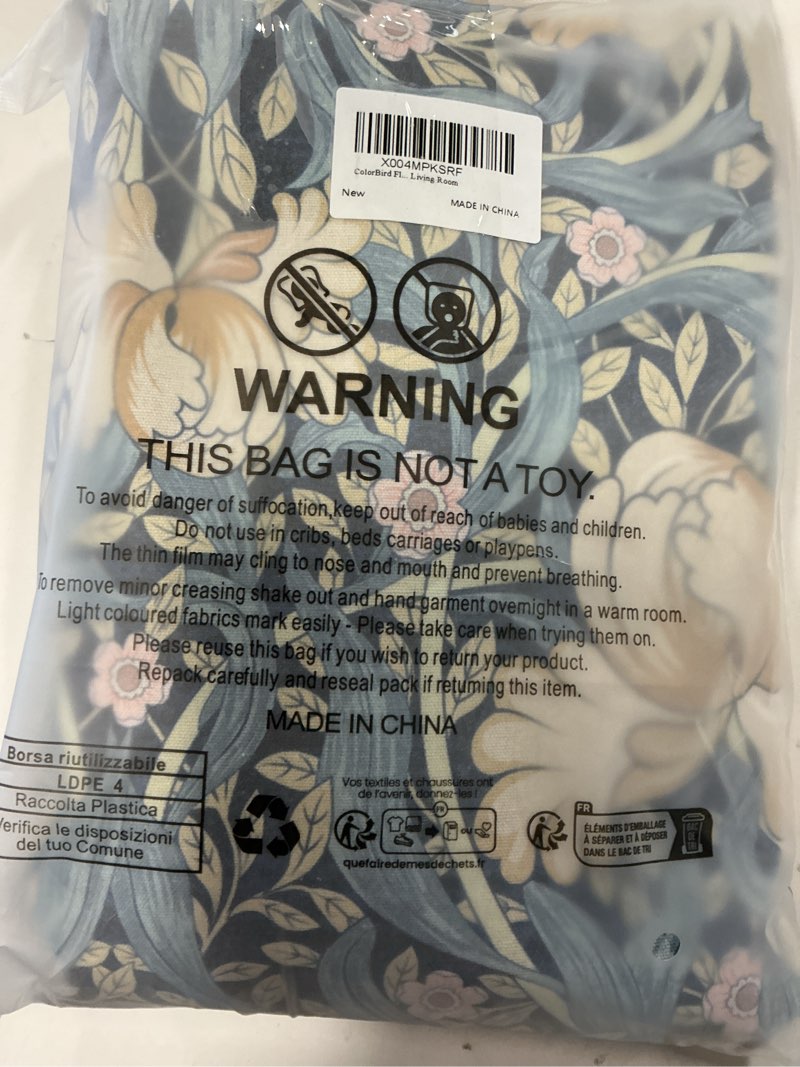 X004MPKSRF
ColorBird Fl... Living Room
New
MADE IN CHINA
WARNING
THIS BAG IS NOT A TOY.
To avoid danger of suffocation,keep out of reach of babies and children.
Do not use in cribs, beds carriages or playpens.
The thin film may cling to nose and mouth and prevent breathing.
To remove minor creasing shake out and hand garment overnight in a warm room.
Light coloured fabrics mark easily - Please take care when trying them on.
Please reuse this bag if you wish to return your product.
Repack carefully and reseal pack if returning this item.
MADE IN CHINA
Borsa riutilizzabile
LDPE 4
Raccolta Plastica
Verifica le disposizioni
del tuo Comune
Vos textiles et chaussures ont
de l'avenir, donnez-les !
FR
ou
quefairedemesdechets.fr
FR
ÉLÉMENTS D'EMBALLAGE
À SÉPARER ET À DÉPOSER
DANS LE BAC DE TRI
BAC
DE
TRI